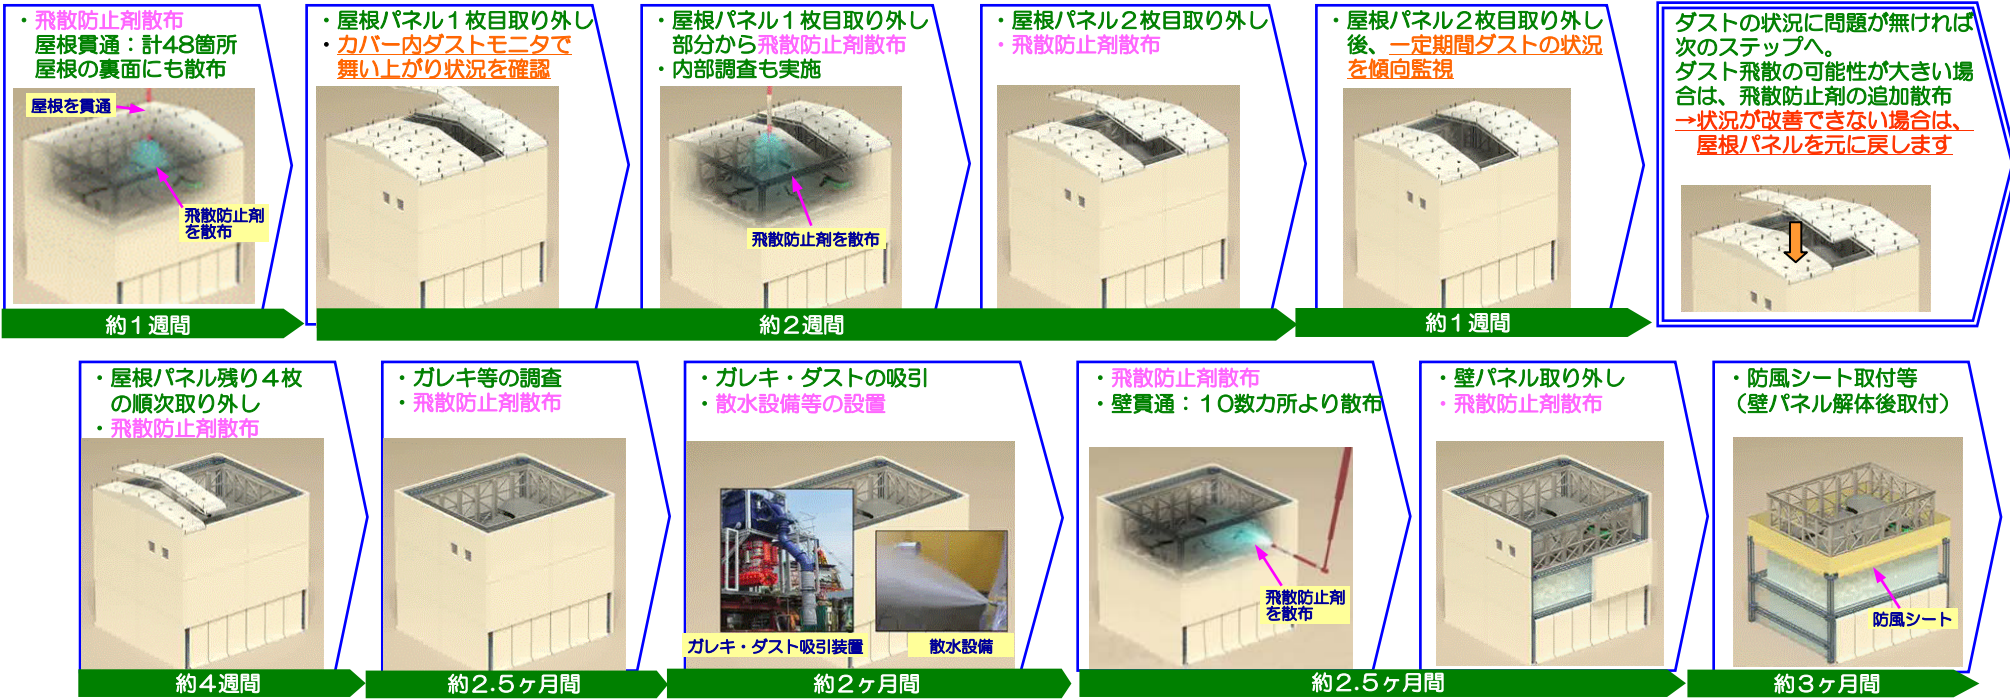 ・飛散防止剤散布
屋根貫通：計48箇所
屋根の裏面にも散布
屋根を貫通
飛散防止剤
を散布
約１週間
・屋根パネル１枚目取り外し
・カバー内ダストモニタで
舞い上がり状況を確認
・屋根パネル１枚目取り外し
部分から飛散防止剤散布
・内部調査も実施
飛散防止剤を散布
・屋根パネル２枚目取り外し
・飛散防止剤散布
約２週間
・屋根パネル２枚目取り外し
後、一定期間ダストの状況
を傾向監視
約１週間
ダストの状況に問題が無ければ
次のステップへ。
ダスト飛散の可能性が大きい場
合は、飛散防止剤の追加散布
→状況が改善できない場合は、
屋根パネルを元に戻します
・屋根パネル残り４枚
の順次取り外し
・飛散防止剤散布
約４週間
・ガレキ等の調査
・飛散防止剤散布
約２.５ヶ月間
・ガレキ・ダストの吸引
・散水設備等の設置
ガレキ・ダスト吸引装置
散水設備
約２ヶ月間
・飛散防止剤散布
・壁貫通：１０数カ所より散布
飛散防止剤
を散布
・壁パネル取り外し
・飛散防止剤散布
約２.５ヶ月間
・防風シート取付等
（壁パネル解体後取付）
防風シート
約３ヶ月間